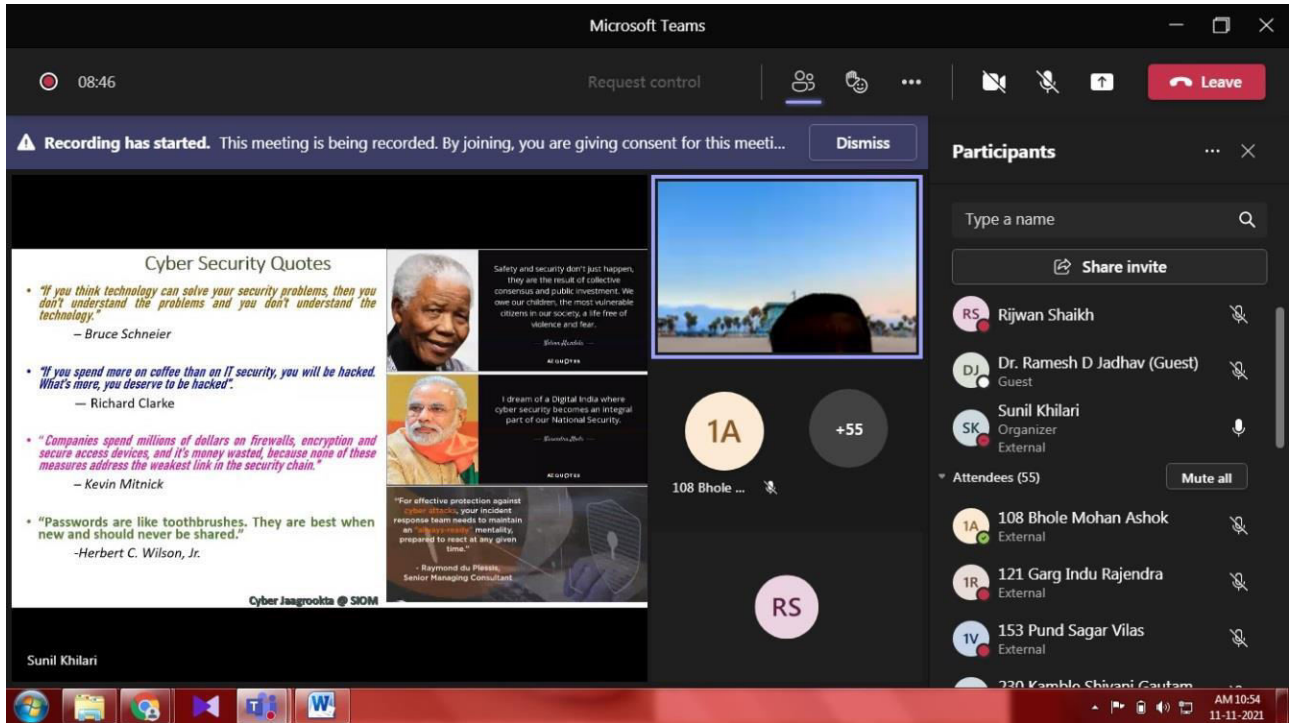 Microsoft Teams
08:46
Request control
Leave
Recording has started. This meeting is being recorded. By joining, you are giving consent for this meeti...
Dismiss
Cyber Security Quotes
• "If you think technology can solve your security problems, then you
don't understand the problems and you don't understand the
technology."
– Bruce Schneier
• "If you spend more on coffee than on IT security, you will be hacked.
What's more, you deserve to be hacked".
— Richard Clarke
• "Companies spend millions of dollars on firewalls, encryption and
secure access devices, and it's money wasted, because none of these
measures address the weakest link in the security chain."
– Kevin Mitnick
• "Passwords are like toothbrushes. They are best when
new and should never be shared."
-Herbert C. Wilson, Jr.
Cyber Jaagrookta @ SIOM
Safety and security don't just happen,
they are the result of collective
consensus and public investment. We
owe our children, the most vulnerable
citizens in our society, a life free of
violence and fear.
AZ QUOTES
I dream of a Digital India where
cyber security becomes an integral
part of our National Security.
AZ QUOTES
"For effective protection against
cyber attacks, your incident
response team needs to maintain
an "always-ready" mentality,
prepared to react at any given
time."
- Raymond du Plessis,
Senior Managing Consultant
Sunil Khilari
1A
108 Bhole ...
+55
RS
Participants
Type a name
Share invite
RS
Rijwan Shaikh
DJ
Dr. Ramesh D Jadhav (Guest)
Guest
SK
Sunil Khilari
Organizer
External
Attendees (55)
Mute all
1A
108 Bhole Mohan Ashok
External
1R
121 Garg Indu Rajendra
External
1V
153 Pund Sagar Vilas
External
230 Kamble Shivani Gautam
AM 10:54
11-11-2021